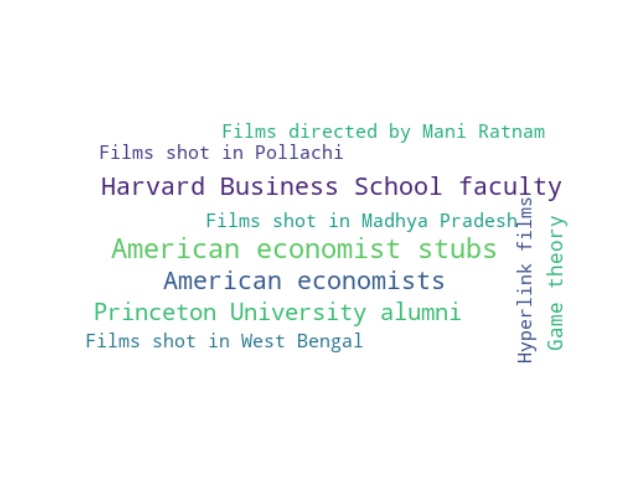 Films directed by Mani Ratnam
Films shot in Pollachi
Harvard Business School faculty
Films shot in Madhya Pradesh
American economist stubs
American economists
Princeton University alumni
Films shot in West Bengal
Hyperlink films
Game theory